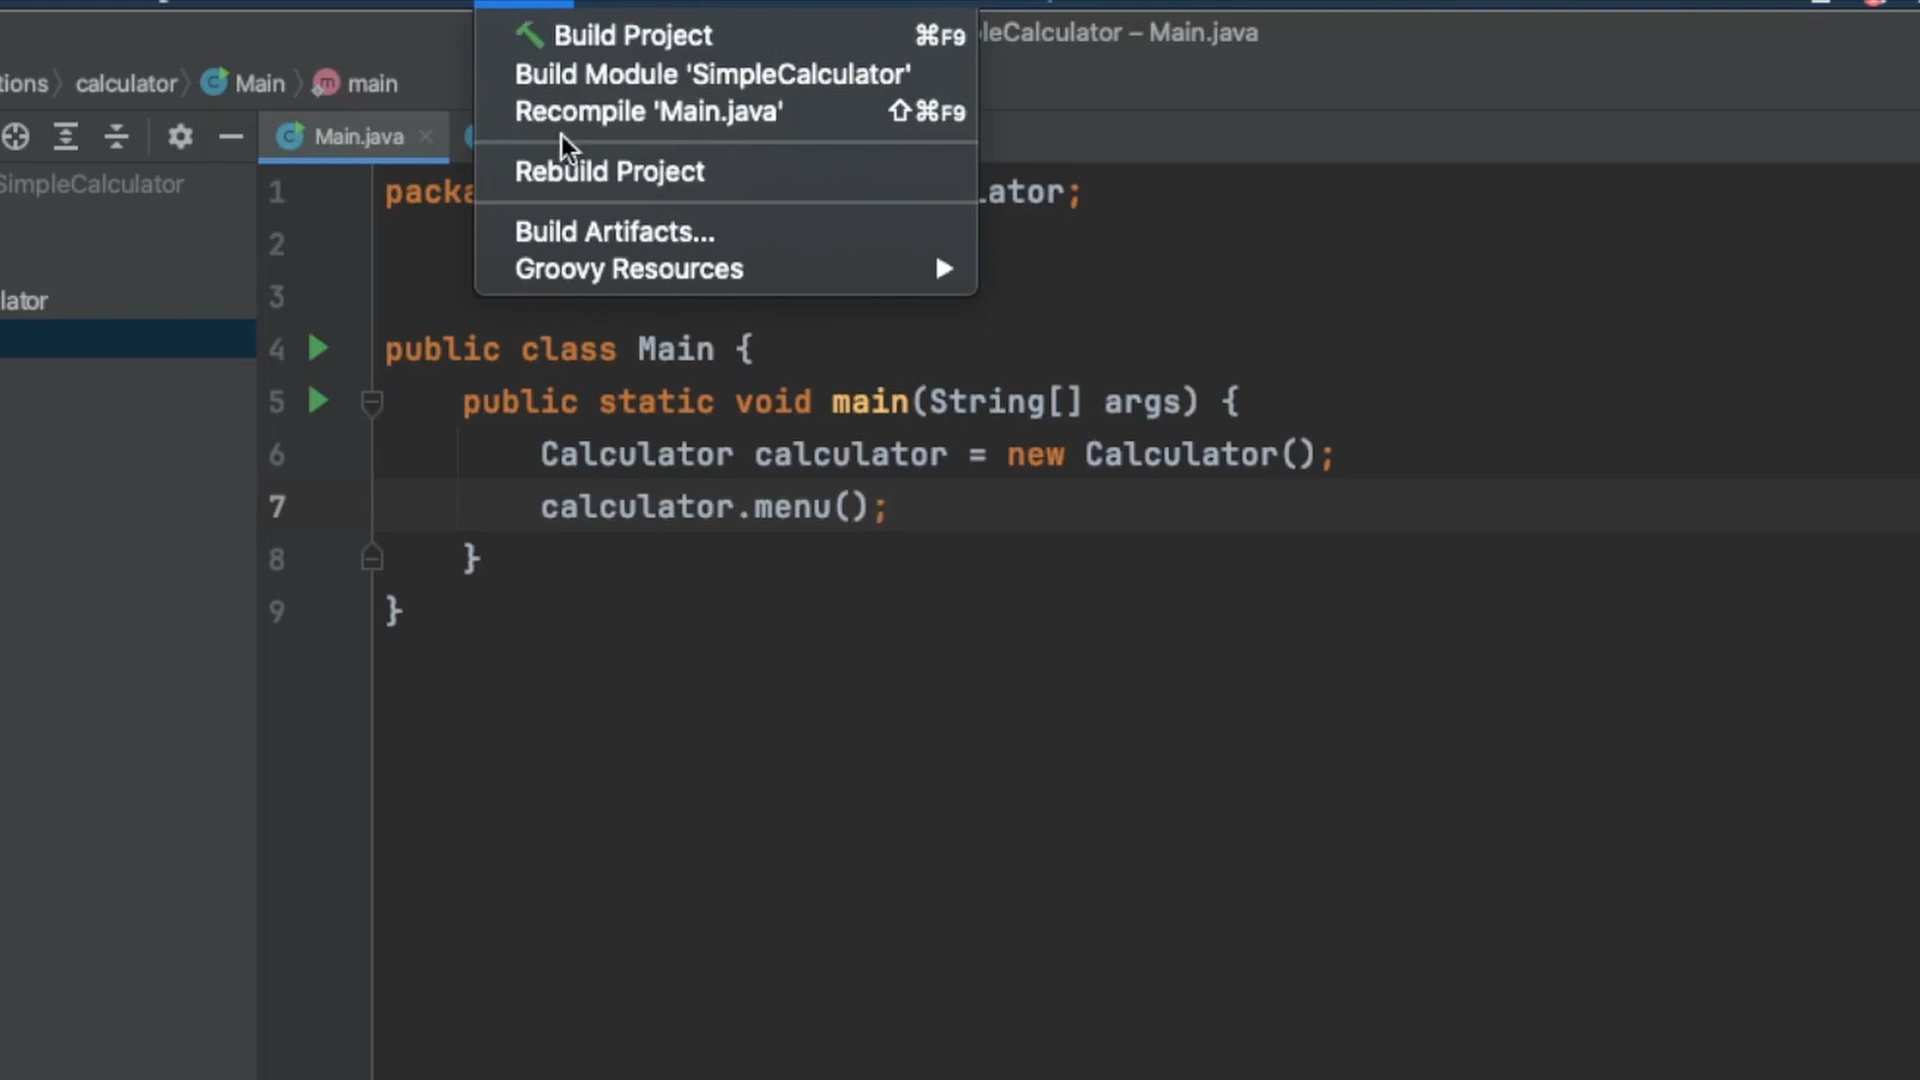 Build Project ⌘F9
Build Module 'SimpleCalculator'
Recompile 'Main.java' ⇧⌘F9
Rebuild Project
Build Artifacts...
Groovy Resources
leCalculator – Main.java
tions calculator Main main
Main.java
SimpleCalculator
lator
1 packa lator;
2
3
4 public class Main {
5 public static void main(String[] args) {
6 Calculator calculator = new Calculator();
7 calculator.menu();
8 }
9 }